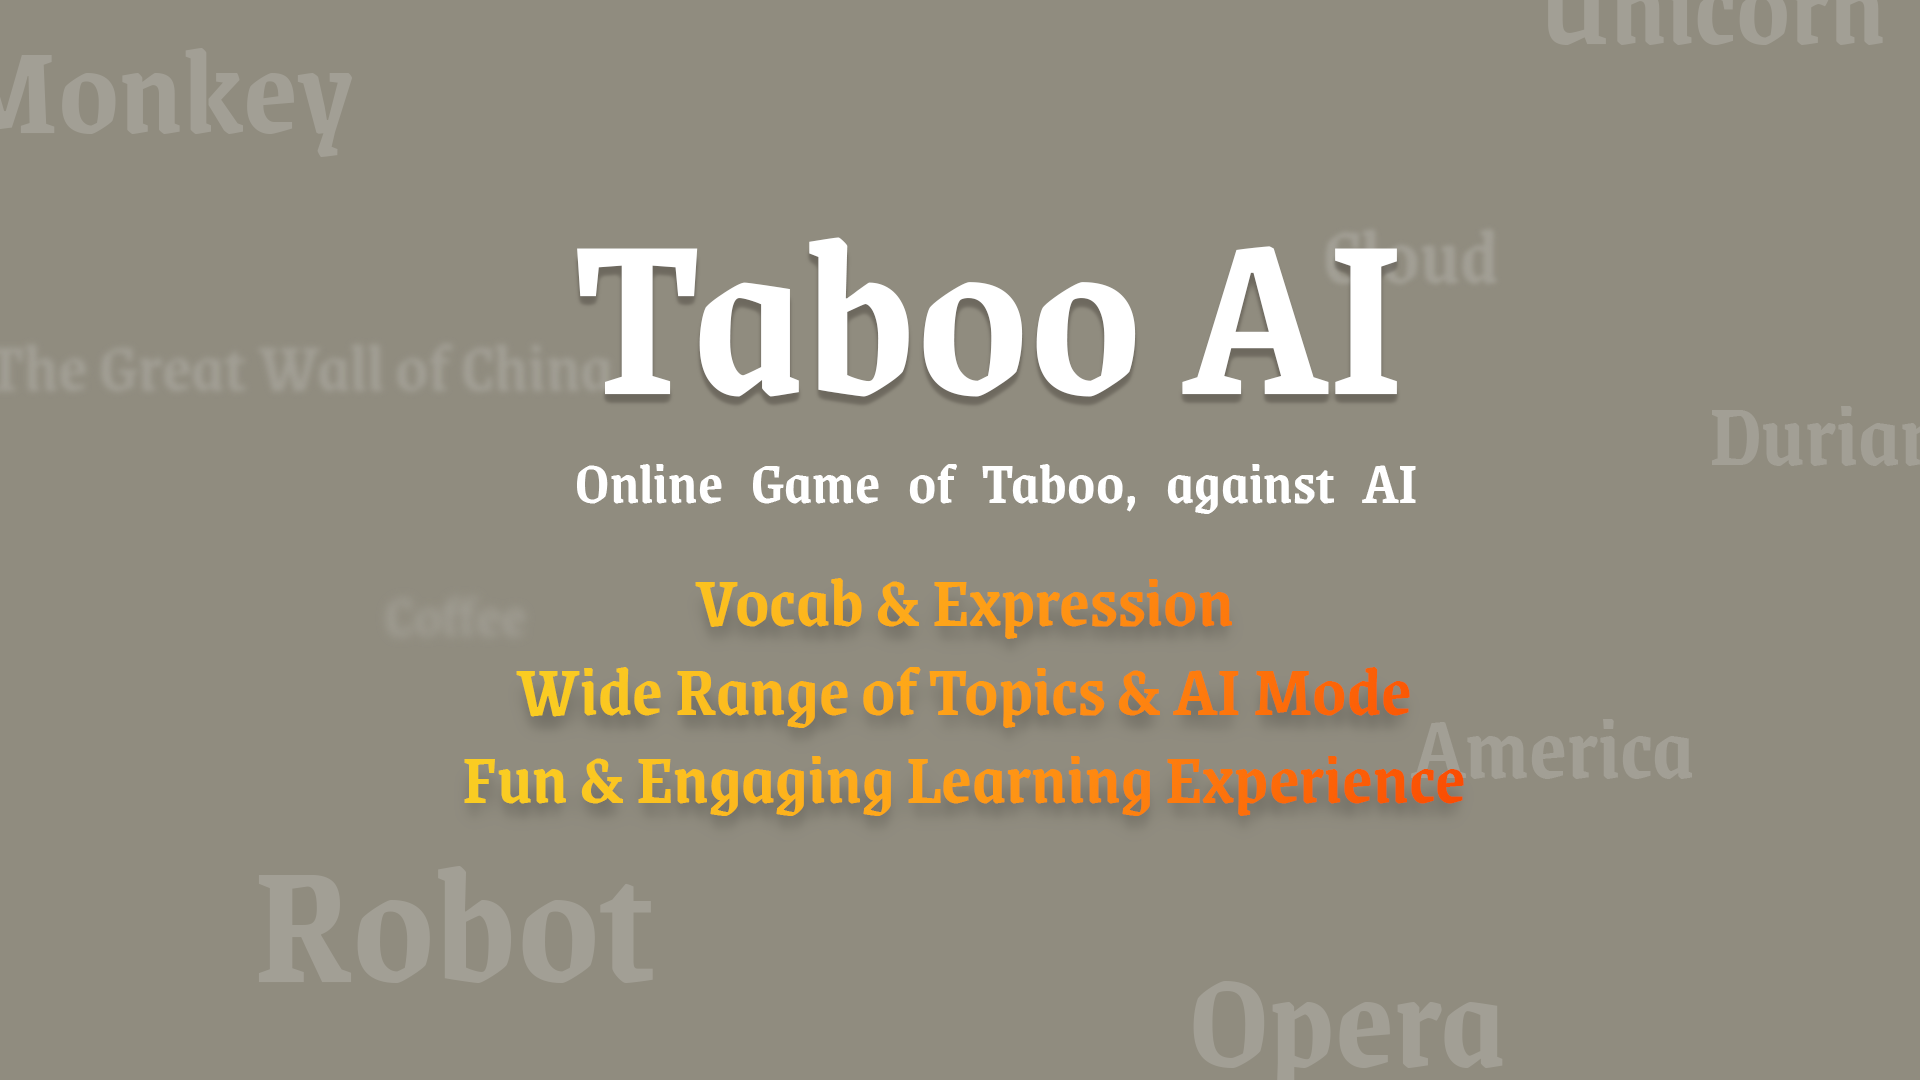 Unicorn
Monkey
Cloud
Taboo AI
The Great Wall of China
Durian
Online Game of Taboo, against AI
Vocab & Expression
Coffee
Wide Range of Topics & AI Mode
America
Fun & Engaging Learning Experience
Robot
Opera